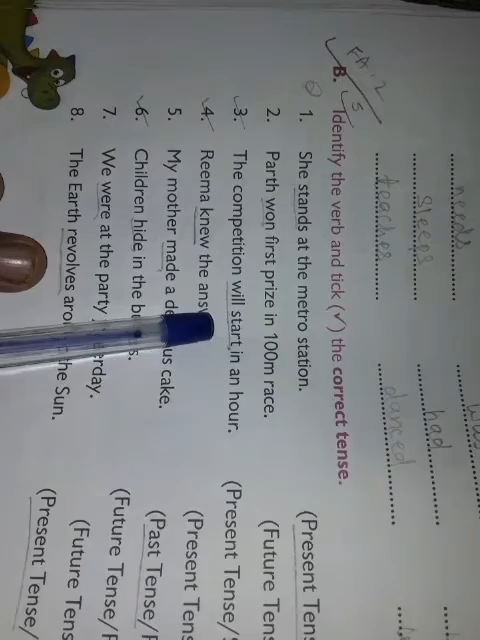 needs
sleeps had
teaches danced
FA.2
5
B. Identify the verb and tick (✓) the correct tense.
1. She stands at the metro station. (Present Tens
2. Parth won first prize in 100m race. (Future Tens
3. The competition will start in an hour. (Present Tense/
4. Reema knew the answ (Present Tens
5. My mother made a de us cake. (Past Tense/F
6. Children hide in the b s. (Future Tense/F
7. We were at the party erday. (Future Tens
8. The Earth revolves aro the Sun. (Present Tense/